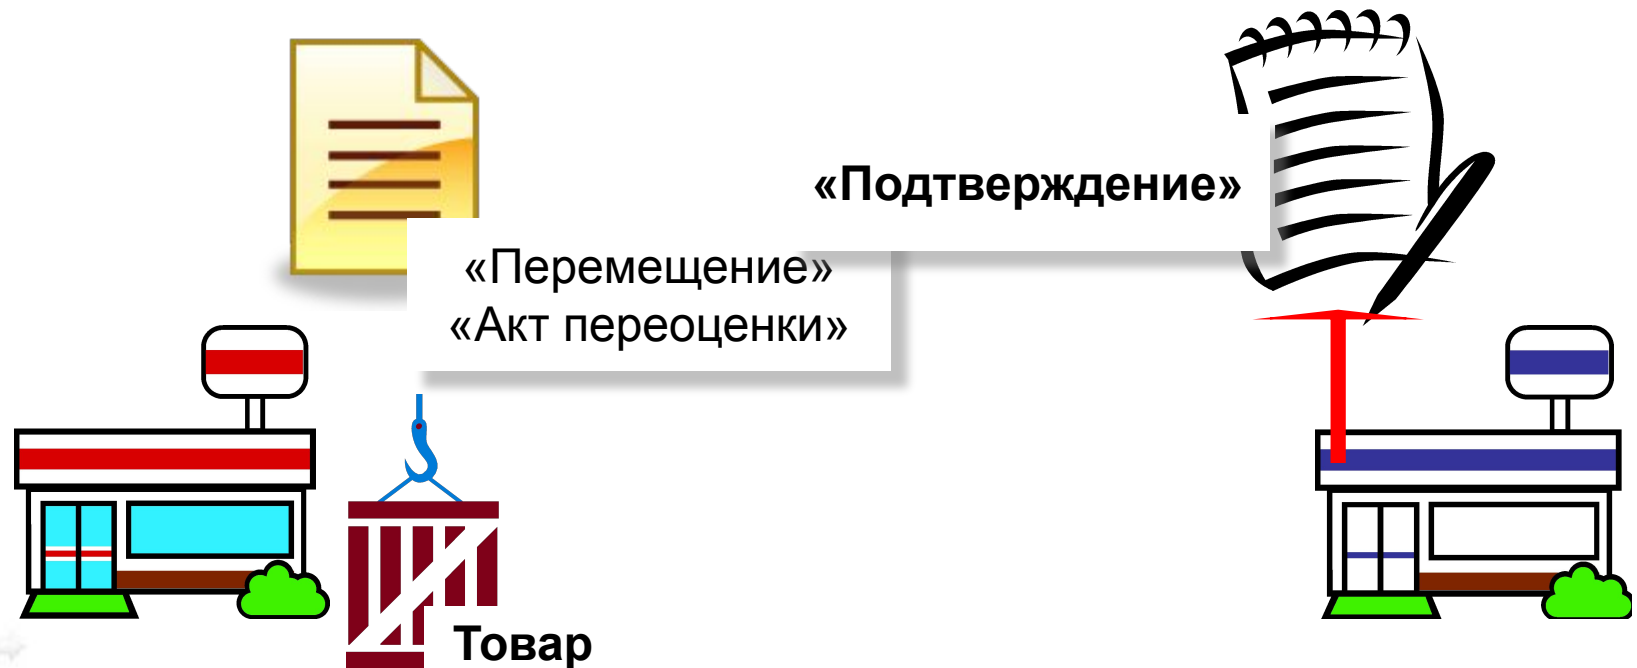 «Подтверждение»
«Перемещение»
«Акт переоценки»
Товар